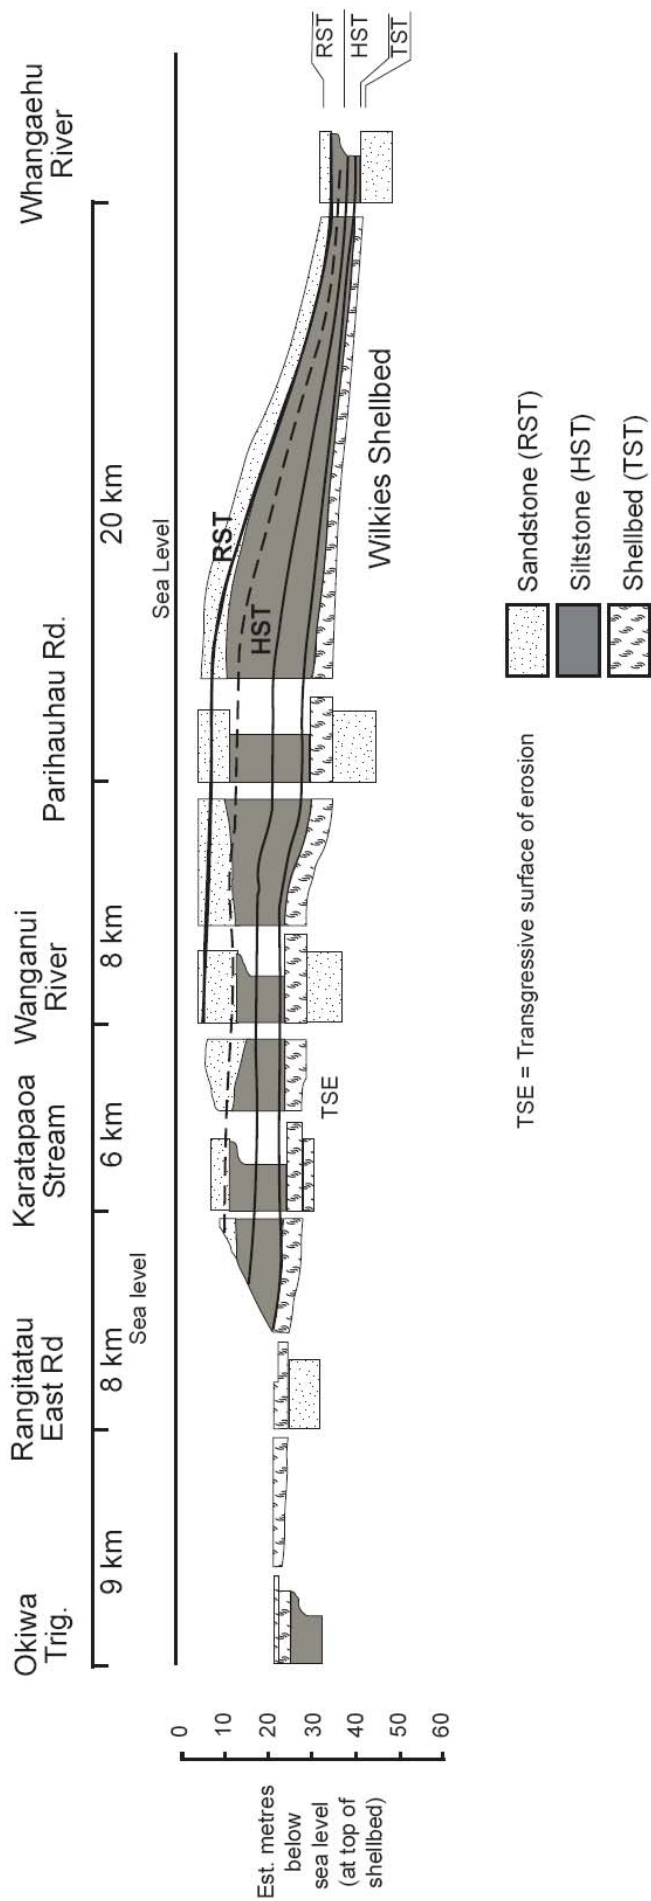 Okiwa
Trig.
Rangitatau
East Rd
Karatapaoa
Stream
Wanganui
River
Parihauhau Rd.
Whangaehu
River
9 km
8 km
6 km
8 km
20 km
Sea level
Sea Level
RST
HST
TST
RST
HST
Wilkies Shellbed
TSE
0
10
20
30
40
50
60
Est. metres
below
sea level
(at top of
shellbed)
TSE = Transgressive surface of erosion
Sandstone (RST)
Siltstone (HST)
Shellbed (TST)